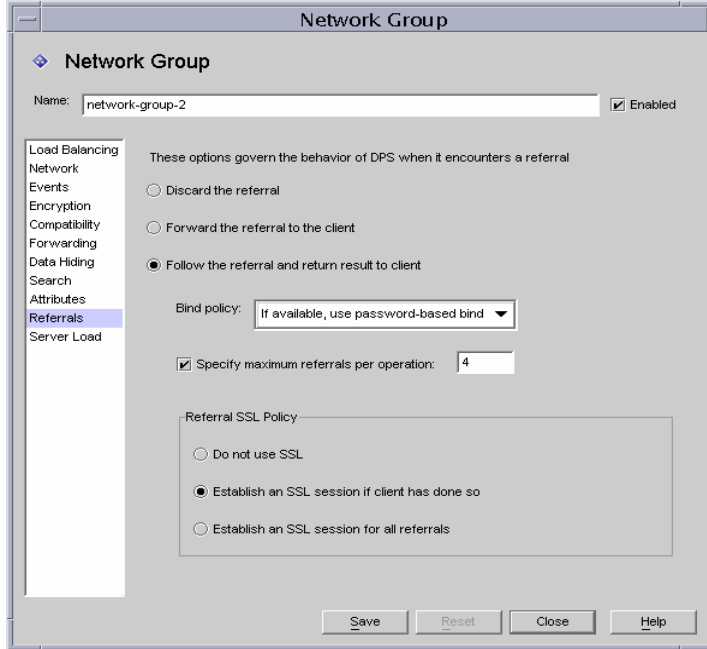 Network Group
Network Group
Name: network-group-2 Enabled
Load Balancing
Network
Events
Encryption
Compatibility
Forwarding
Data Hiding
Search
Attributes
Referrals
Server Load
These options govern the behavior of DPS when it encounters a referral
Discard the referral
Forward the referral to the client
Follow the referral and return result to client
Bind policy: If available, use password-based bind
Specify maximum referrals per operation: 4
Referral SSL Policy
Do not use SSL
Establish an SSL session if client has done so
Establish an SSL session for all referrals
Save Reset Close Help